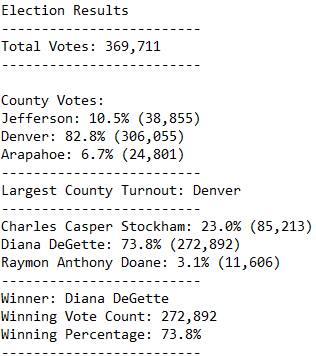 Election Results
-------------------------
Total Votes: 369,711
-------------------------

County Votes:
Jefferson: 10.5% (38,855)
Denver: 82.8% (306,055)
Arapahoe: 6.7% (24,801)
-------------------------
Largest County Turnout: Denver
-------------------------
Charles Casper Stockham: 23.0% (85,213)
Diana DeGette: 73.8% (272,892)
Raymon Anthony Doane: 3.1% (11,606)
-------------------------
Winner: Diana DeGette
Winning Vote Count: 272,892
Winning Percentage: 73.8%
-------------------------